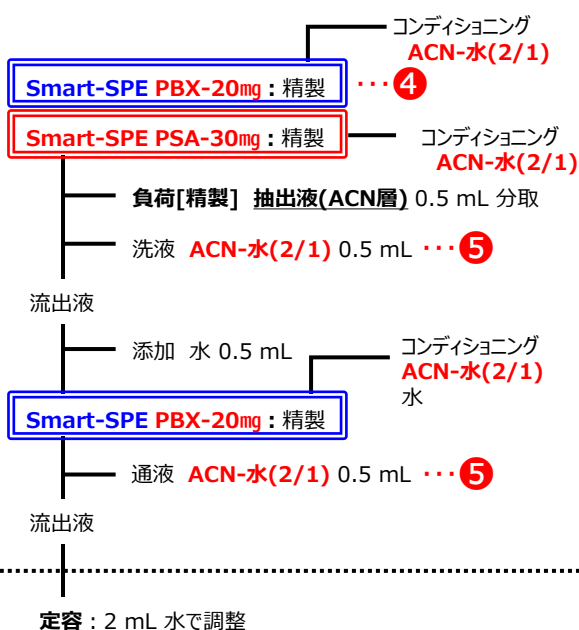 コンディショニング
ACN-水(2/1)
Smart-SPE PBX-20mg：精製 ･･･❹
Smart-SPE PSA-30mg：精製
コンディショニング
ACN-水(2/1)
負荷[精製] 抽出液(ACN層) 0.5 mL 分取
洗液 ACN-水(2/1) 0.5 mL ･･･❺
流出液
添加 水 0.5 mL
コンディショニング
ACN-水(2/1)
水
Smart-SPE PBX-20mg：精製
通液 ACN-水(2/1) 0.5 mL ･･･❺
流出液
定容：2 mL 水で調整